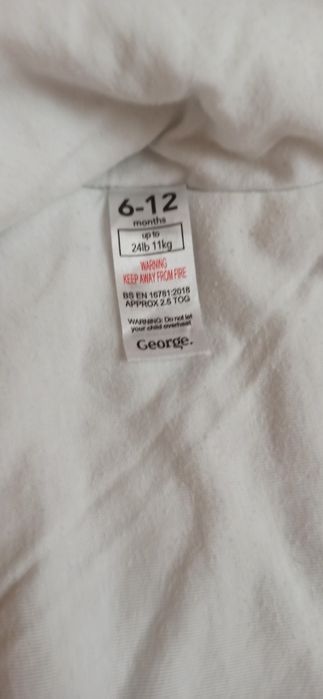 6-12
months
up to
24lb 11kg
WARNING
KEEP AWAY FROM FIRE
BS EN 16781:2018
APPROX 2.5 TOG
WARNING: Do not let
your child overheat
George.